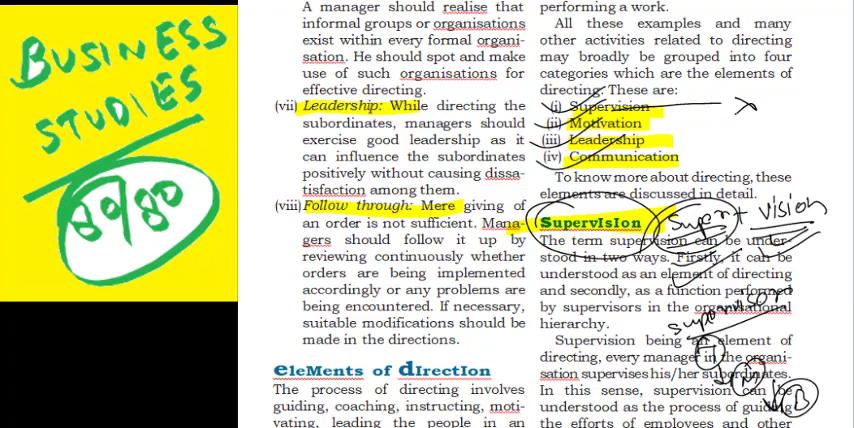 BUSINESS
STUDIES
80/80
A manager should realise that
informal groups or organisations
exist within every formal organi-
sation. He should spot and make
use of such organisations for
effective directing.
(vii) Leadership: While directing the
subordinates, managers should
exercise good leadership as it
can influence the subordinates
positively without causing dissa-
tisfaction among them.
(viii) Follow through: Mere giving of
an order is not sufficient. Mana-
gers should follow it up by
reviewing continuously whether
orders are being implemented
accordingly or any problems are
being encountered. If necessary,
suitable modifications should be
made in the directions.
eleMents of dIrectIon
The process of directing involves
guiding, coaching, instructing, moti-
vating, leading the people in an
performing a work.
All these examples and many
other activities related to directing
may broadly be grouped into four
categories which are the elements of
directing. These are:
(i) Supervision
(ii) Motivation
(iii) Leadership
(iv) Communication
To know more about directing, these
elements are discussed in detail.
SupervIsIon
Super + vision
The term supervision can be under-
stood in two ways. Firstly, it can be
understood as an element of directing
and secondly, as a function performed
by supervisors in the organisational
hierarchy.
supervisor
Supervision being an element of
directing, every manager in the organi-
sation supervises his/her subordinates.
In this sense, supervision can be
understood as the process of guiding
the efforts of employees and other